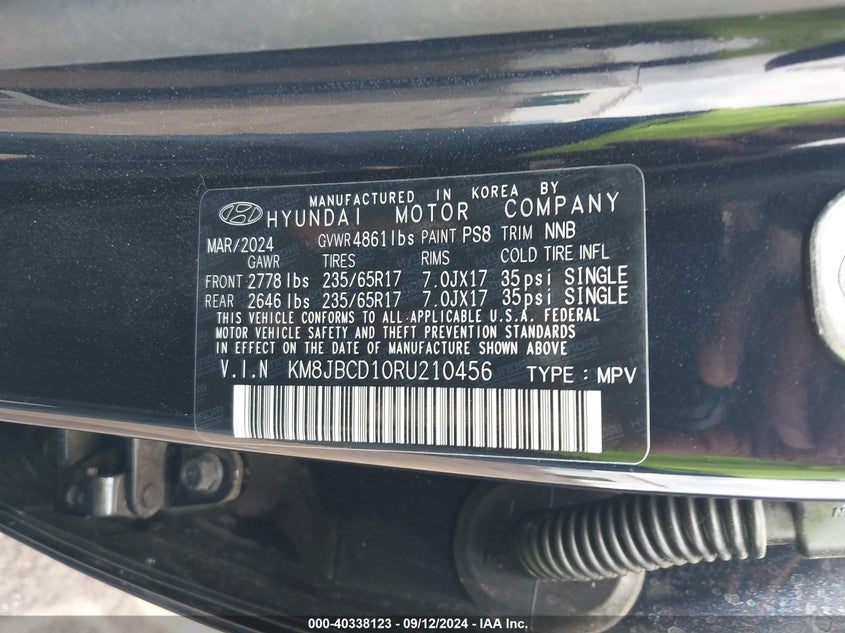 MANUFACTURED IN KOREA BY
HYUNDAI MOTOR COMPANY
MAR/2024 GVWR 4861lbs PAINT PS8 TRIM NNB
GAWR TIRES RIMS COLD TIRE INFL
FRONT 2778 lbs 235/65R17 7.0JX17 35psi SINGLE
REAR 2646 lbs 235/65R17 7.0JX17 35psi SINGLE
THIS VEHICLE CONFORMS TO ALL APPLICABLE U.S.A. FEDERAL
MOTOR VEHICLE SAFETY AND THEFT PREVENTION STANDARDS
IN EFFECT ON THE DATE OF MANUFACTURE SHOWN ABOVE
V.I.N KM8JBCD10RU210456 TYPE : MPV
000-40338123 - 09/12/2024 - IAA Inc.